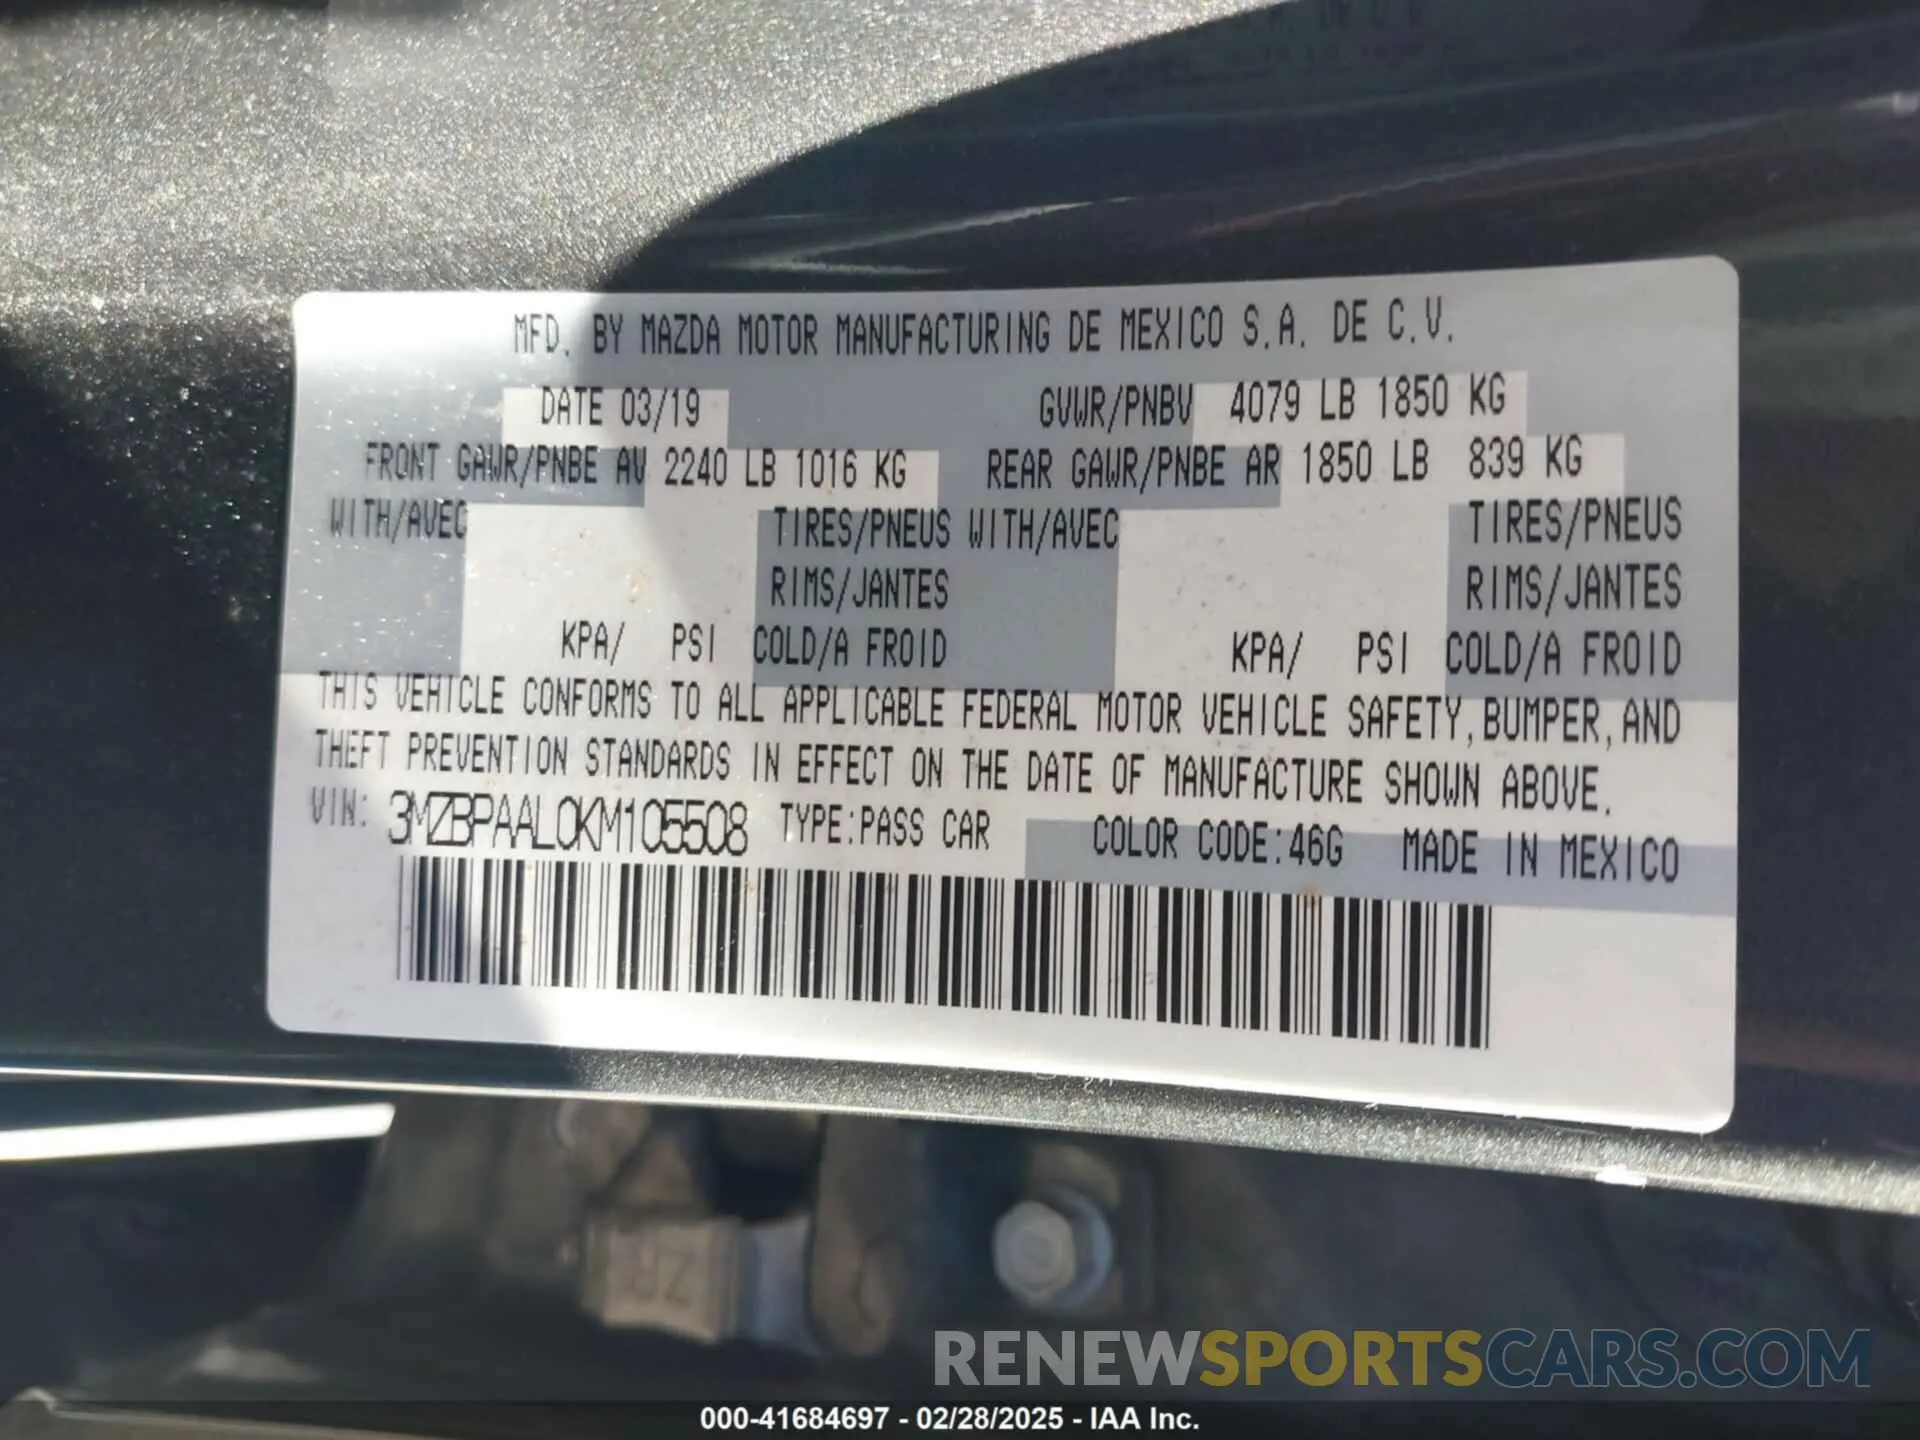 MFD. BY MAZDA MOTOR MANUFACTURING DE MEXICO S.A. DE C.V.
DATE 03/19 GVWR/PNBV 4079 LB 1850 KG
FRONT GAWR/PNBE AV 2240 LB 1016 KG REAR GAWR/PNBE AR 1850 LB 839 KG
WITH/AVEC TIRES/PNEUS WITH/AVEC TIRES/PNEUS
RIMS/JANTES RIMS/JANTES
KPA/ PSI COLD/A FROID KPA/ PSI COLD/A FROID
THIS VEHICLE CONFORMS TO ALL APPLICABLE FEDERAL MOTOR VEHICLE SAFETY, BUMPER, AND
THEFT PREVENTION STANDARDS IN EFFECT ON THE DATE OF MANUFACTURE SHOWN ABOVE.
VIN: 3MZBPAAL0KM105508 TYPE:PASS CAR COLOR CODE:46G MADE IN MEXICO
ZR
RENEWSPORTSCARS.COM
000-41684697 - 02/28/2025 - IAA Inc.